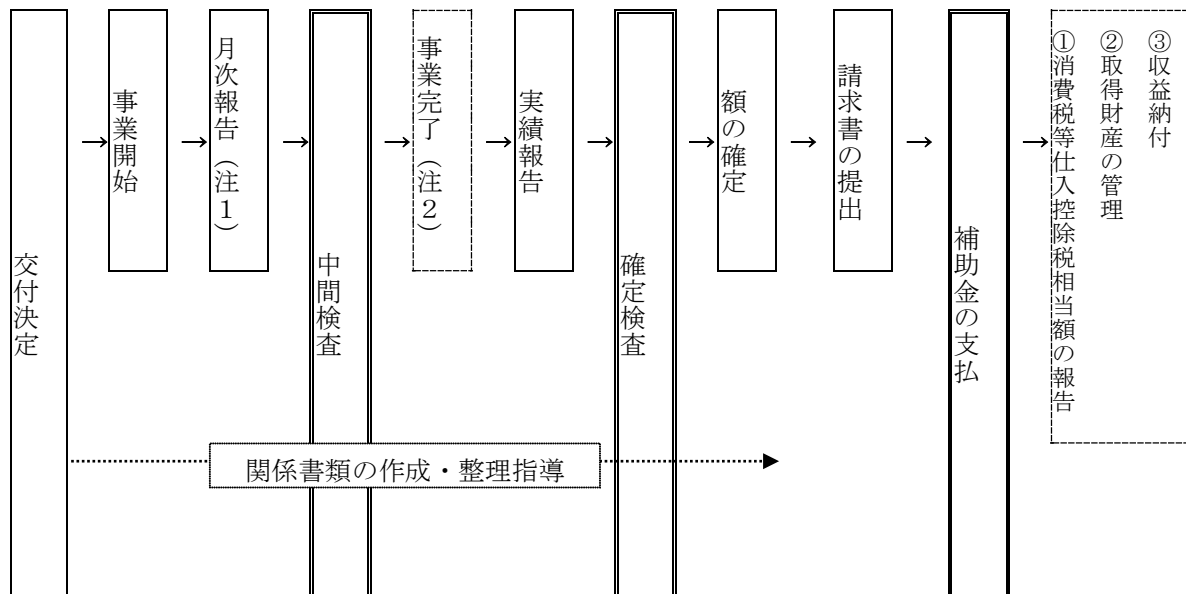 交付決定
→
事業開始
→
月次報告（注１）
→
中間検査
→
事業完了（注２）
→
実績報告
→
確定検査
→
額の確定
→
請求書の提出
→
補助金の支払
→
①消費税等仕入控除税相当額の報告
②取得財産の管理
③収益納付
関係書類の作成・整理指導